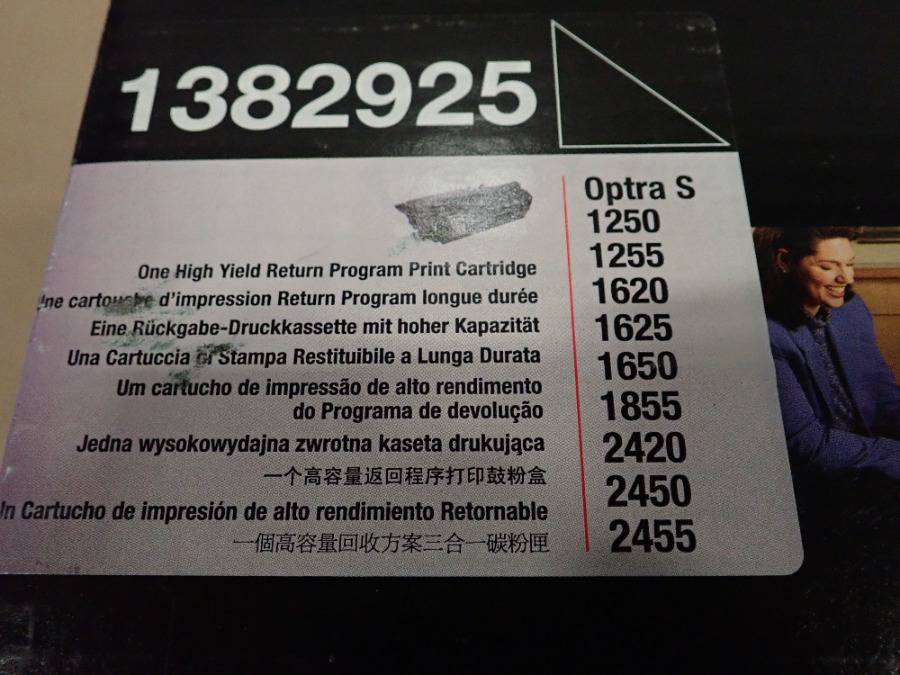 1382925
One High Yield Return Program Print Cartridge
d'impression Return Program longue durée
Eine Rückgabe-Druckkassette mit hoher Kapazität
Una Cartuccia di Stampa Restituibile a Lunga Durata
Um cartucho de impressão de alto rendimento
do Programa de devolução
Jedna wysokowydajna zwrotna kaseta drukująca
一个高容量返回程序打印鼓粉盒
Cartucho de impresión de alto rendimiento Retornable
一個高容量回收方案三合一碳粉匣
Optra S
1250
1255
1620
1625
1650
1855
2420
2450
2455